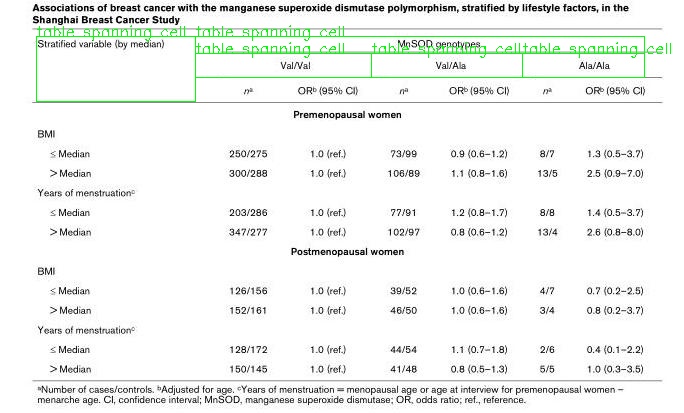 Associations of breast cancer with the manganese superoxide dismutase polymorphism, stratified by lifestyle factors, in the
Shanghai Breast Cancer Study
table spanning cell table spanning cell
Stratified variable (by median) MnSOD genotypes
table spanning cell table spanning cell table spanning cell
Val/Val Val/Ala Ala/Ala
nᵃ ORᵇ (95% CI) nᵃ ORᵇ (95% CI) nᵃ ORᵇ (95% CI)
Premenopausal women
BMI
≤ Median 250/275 1.0 (ref.) 73/99 0.9 (0.6–1.2) 8/7 1.3 (0.5–3.7)
> Median 300/288 1.0 (ref.) 106/89 1.1 (0.8–1.6) 13/5 2.5 (0.9–7.0)
Years of menstruationᶜ
≤ Median 203/286 1.0 (ref.) 77/91 1.2 (0.8–1.7) 8/8 1.4 (0.5–3.7)
> Median 347/277 1.0 (ref.) 102/97 0.8 (0.6–1.2) 13/4 2.6 (0.8–8.0)
Postmenopausal women
BMI
≤ Median 126/156 1.0 (ref.) 39/52 1.0 (0.6–1.6) 4/7 0.7 (0.2–2.5)
> Median 152/161 1.0 (ref.) 46/50 1.0 (0.6–1.6) 3/4 0.8 (0.2–3.7)
Years of menstruationᶜ
≤ Median 128/172 1.0 (ref.) 44/54 1.1 (0.7–1.8) 2/6 0.4 (0.1–2.2)
> Median 150/145 1.0 (ref.) 41/48 0.8 (0.5–1.3) 5/5 1.0 (0.3–3.5)
ᵃNumber of cases/controls. ᵇAdjusted for age. ᶜYears of menstruation = menopausal age or age at interview for premenopausal women –
menarche age. CI, confidence interval; MnSOD, manganese superoxide dismutase; OR, odds ratio; ref., reference.